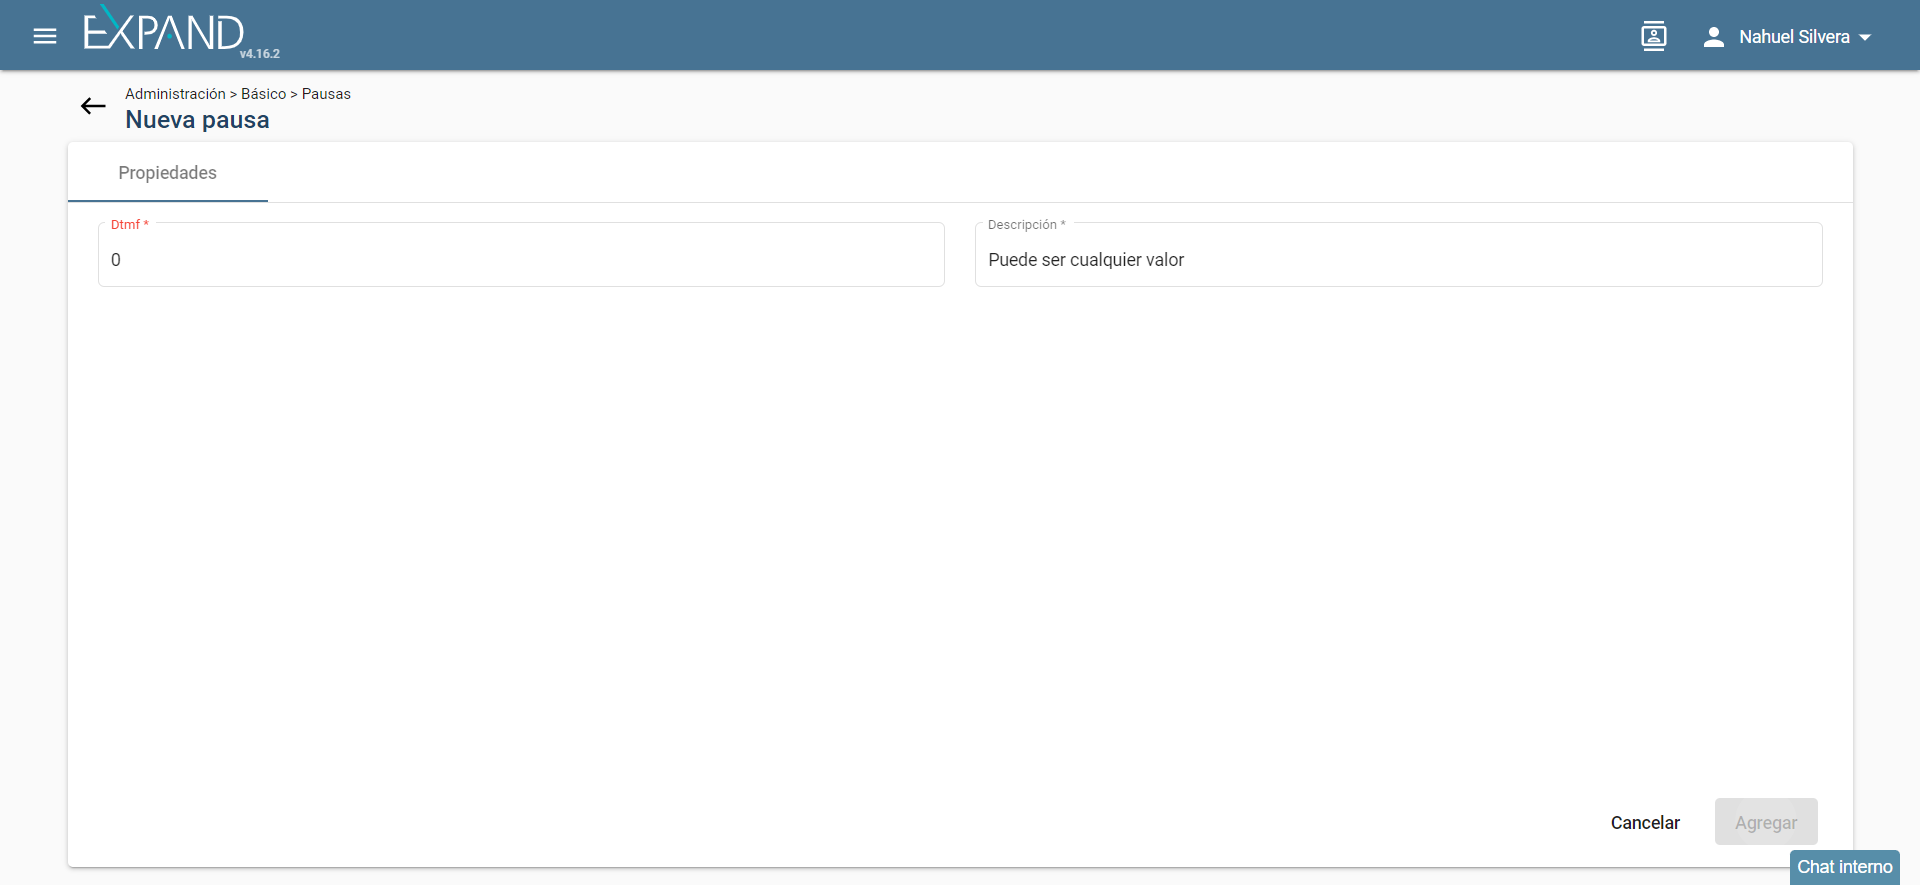 EXPAND
v4.16.2
Nahuel Silvera
Administración > Básico > Pausas
Nueva pausa
Propiedades
Dtmf *
0
Descripción *
Puede ser cualquier valor
Cancelar
Agregar
Chat interno